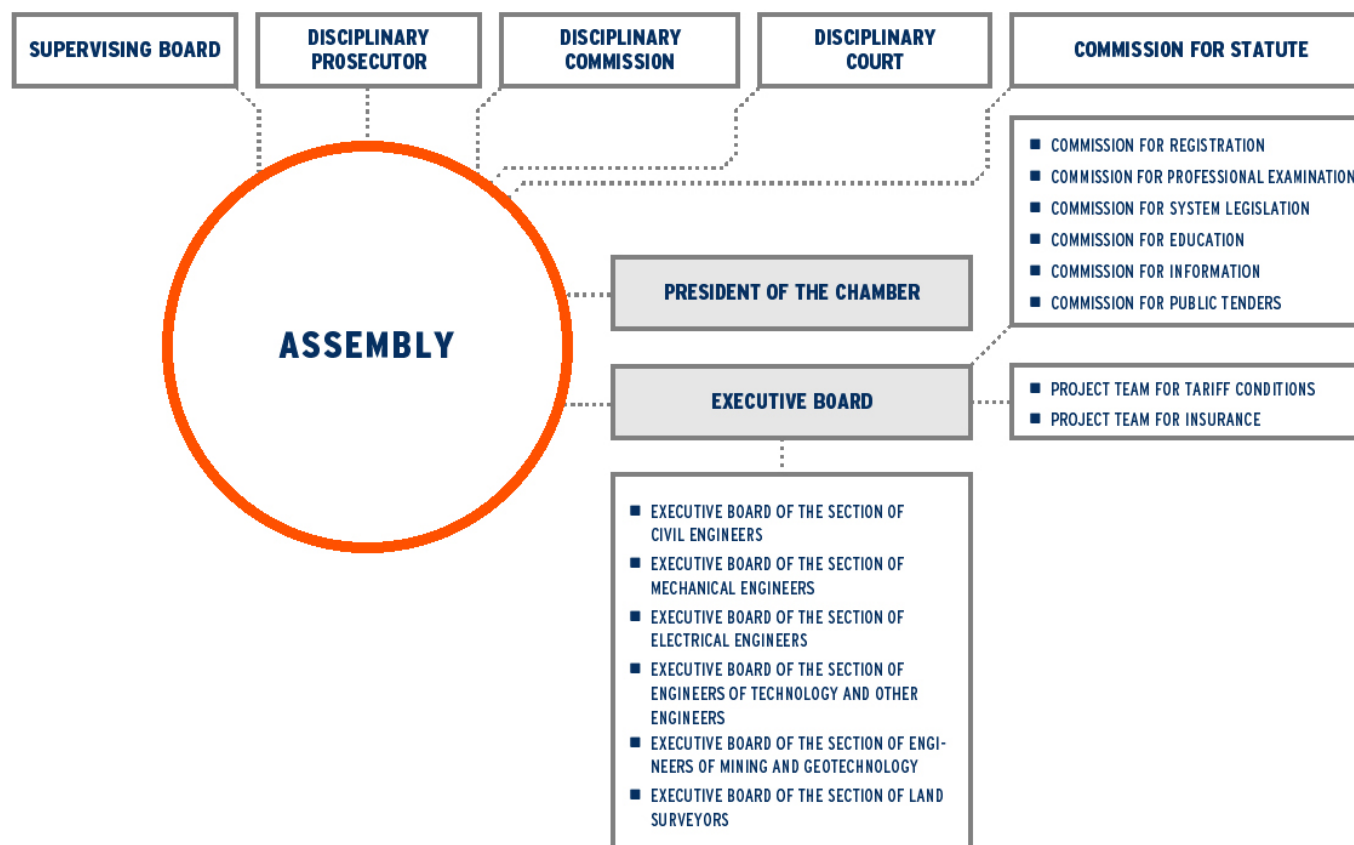 SUPERVISING BOARD
DISCIPLINARY
PROSECUTOR
DISCIPLINARY
COMMISSION
DISCIPLINARY
COURT
COMMISSION FOR STATUTE
COMMISSION FOR REGISTRATION
COMMISSION FOR PROFESSIONAL EXAMINATION
COMMISSION FOR SYSTEM LEGISLATION
COMMISSION FOR EDUCATION
COMMISSION FOR INFORMATION
COMMISSION FOR PUBLIC TENDERS
PRESIDENT OF THE CHAMBER
ASSEMBLY
EXECUTIVE BOARD
PROJECT TEAM FOR TARIFF CONDITIONS
PROJECT TEAM FOR INSURANCE
EXECUTIVE BOARD OF THE SECTION OF
CIVIL ENGINEERS
EXECUTIVE BOARD OF THE SECTION OF
MECHANICAL ENGINEERS
EXECUTIVE BOARD OF THE SECTION OF
ELECTRICAL ENGINEERS
EXECUTIVE BOARD OF THE SECTION OF
ENGINEERS OF TECHNOLOGY AND OTHER
ENGINEERS
EXECUTIVE BOARD OF THE SECTION OF ENGI-
NEERS OF MINING AND GEOTECHNOLOGY
EXECUTIVE BOARD OF THE SECTION OF LAND
SURVEYORS